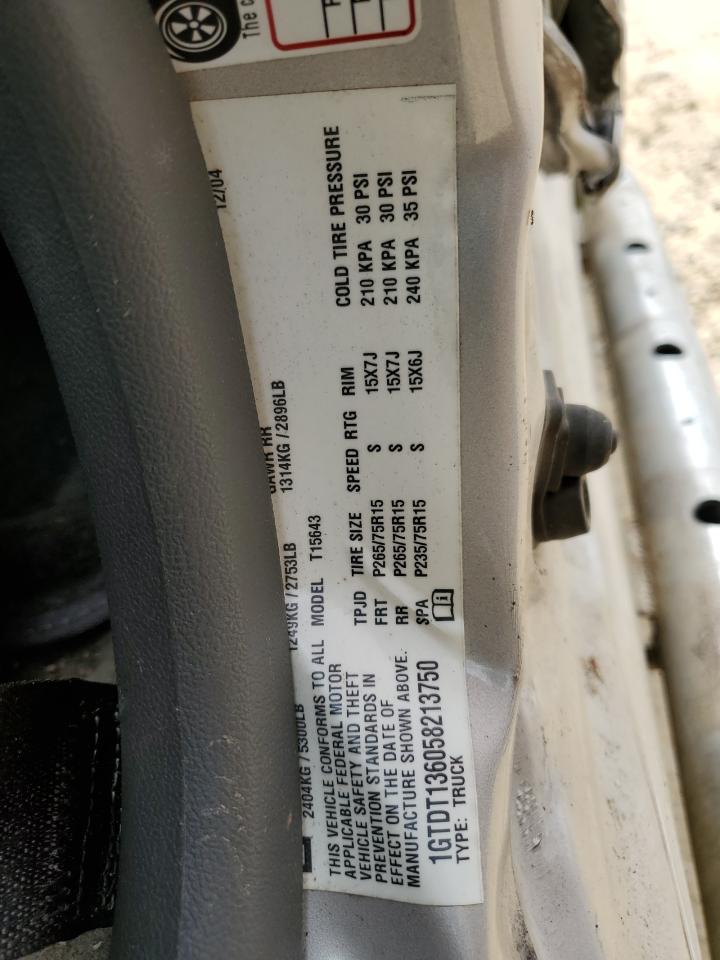 The c
12/04
GAWR RR
2404KG / 5300LB 1249KG / 2753LB 1314KG / 2896LB
THIS VEHICLE CONFORMS TO ALL
APPLICABLE FEDERAL MOTOR
VEHICLE SAFETY AND THEFT
PREVENTION STANDARDS IN
EFFECT ON THE DATE OF
MANUFACTURE SHOWN ABOVE.
MODEL T15643
TPJD TIRE SIZE SPEED RTG RIM COLD TIRE PRESSURE
FRT P265/75R15 S 15X7J 210 KPA 30 PSI
RR P265/75R15 S 15X7J 210 KPA 30 PSI
SPA P235/75R15 S 15X6J 240 KPA 35 PSI
1GTDT136058213750
TYPE: TRUCK